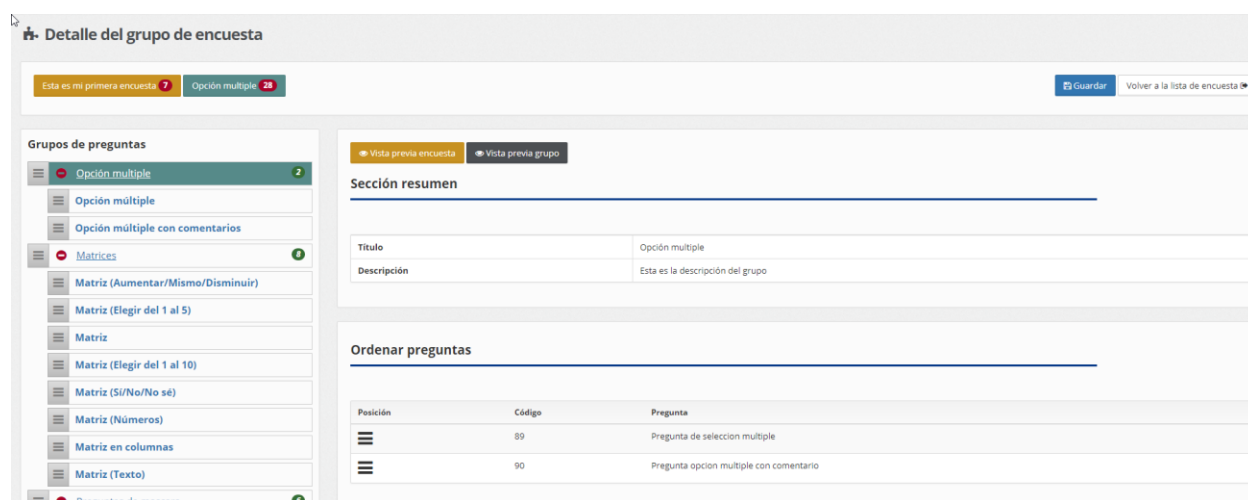 Detalle del grupo de encuesta
Esta es mi primera encuesta 7 Opción multiple 28
Guardar Volver a la lista de encuesta
Grupos de preguntas
Opción multiple 2
Opción múltiple
Opción múltiple con comentarios
Matrices 8
Matriz (Aumentar/Mismo/Disminuir)
Matriz (Elegir del 1 al 5)
Matriz
Matriz (Elegir del 1 al 10)
Matriz (Sí/No/No sé)
Matriz (Números)
Matriz en columnas
Matriz (Texto)
Vista previa encuesta Vista previa grupo
Sección resumen
Título Opción multiple
Descripción Esta es la descripción del grupo
Ordenar preguntas
Posición Código Pregunta
89 Pregunta de seleccion multiple
90 Pregunta opcion multiple con comentario